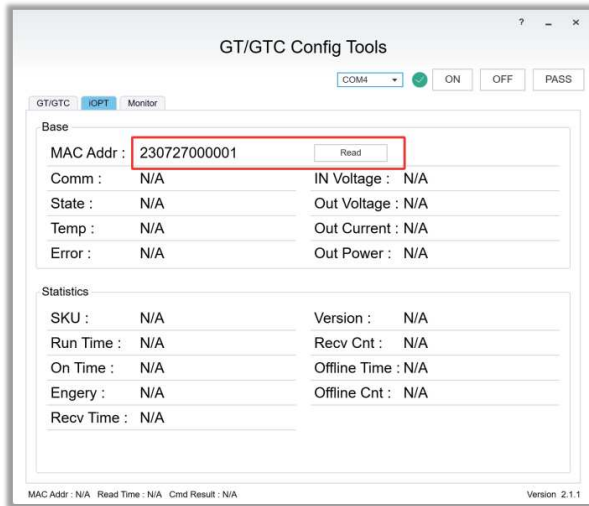 ? – ×
GT/GTC Config Tools
COM4 ON OFF PASS
GT/GTC iOPT Monitor
Base
MAC Addr : 230727000001 Read
Comm : N/A IN Voltage : N/A
State : N/A Out Voltage : N/A
Temp : N/A Out Current : N/A
Error : N/A Out Power : N/A
Statistics
SKU : N/A Version : N/A
Run Time : N/A Recv Cnt : N/A
On Time : N/A Offline Time : N/A
Engery : N/A Offline Cnt : N/A
Recv Time : N/A
MAC Addr : N/A Read Time : N/A Cmd Result : N/A Version 2.1.1